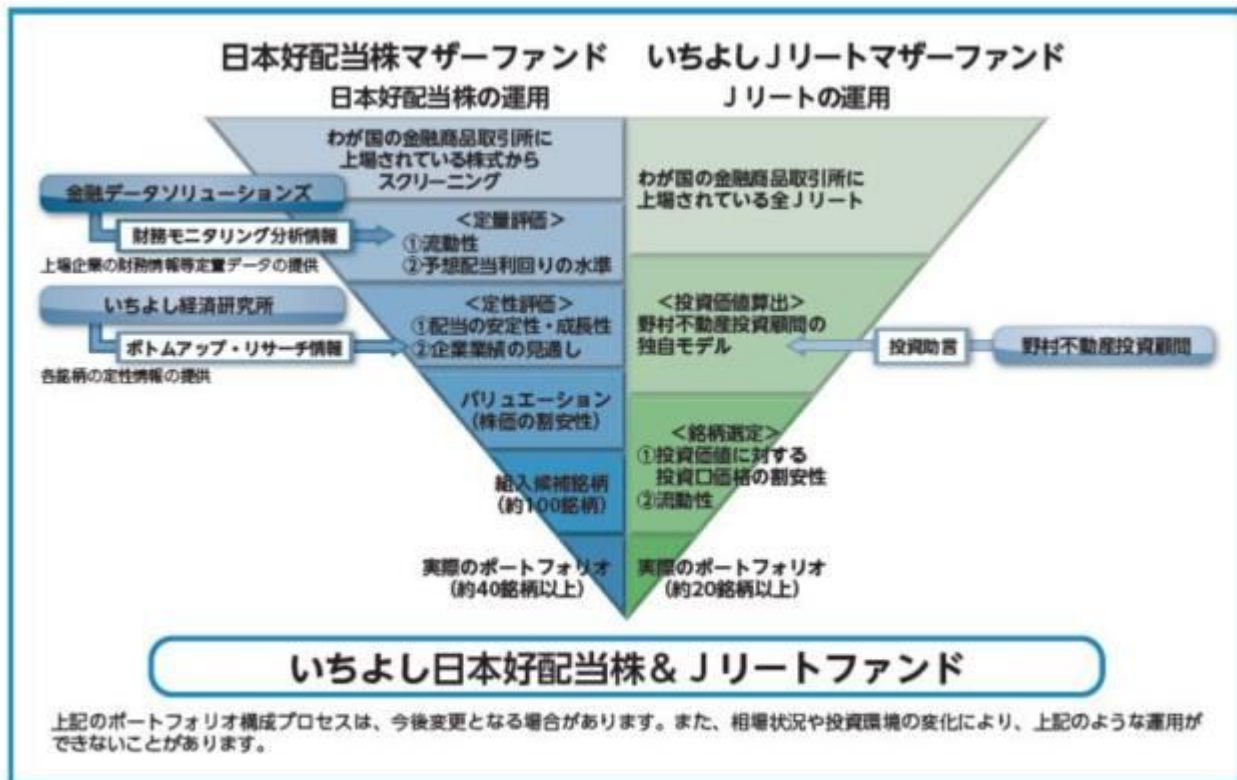 日本好配当株マザーファンド
日本好配当株の運用
いちよしJリートマザーファンド
Jリートの運用
わが国の金融商品取引所に
上場されている株式から
スクリーニング
金融データソリューションズ
財務モニタリング分析情報
上場企業の財務情報等定量データの提供
＜定量評価＞
①流動性
②予想配当利回りの水準
いちよし経済研究所
ボトムアップ・リサーチ情報
各銘柄の定性情報の提供
＜定性評価＞
①配当の安定性・成長性
②企業業績の見通し
バリュエーション
(株価の割安性)
組入候補銘柄
(約100銘柄)
実際のポートフォリオ
(約40銘柄以上)
わが国の金融商品取引所に
上場されている全Jリート
＜投資価値算出＞
野村不動産投資顧問の
独自モデル
投資助言
野村不動産投資顧問
＜銘柄選定＞
①投資価値に対する
投資口価格の割安性
②流動性
実際のポートフォリオ
(約20銘柄以上)
いちよし日本好配当株＆Jリートファンド
上記のポートフォリオ構成プロセスは、今後変更となる場合があります。また、相場状況や投資環境の変化により、上記のような運用が
できないことがあります。